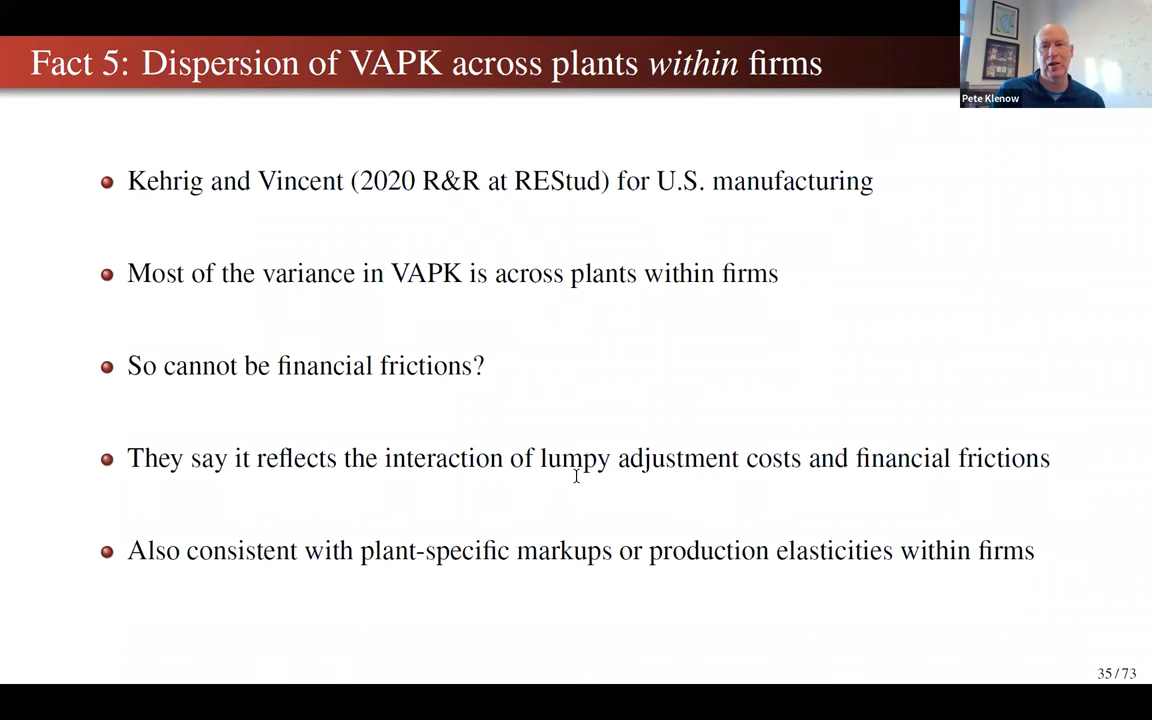 Fact 5: Dispersion of VAPK across plants within firms
Pete Klenow
Kehrig and Vincent (2020 R&R at REStud) for U.S. manufacturing
Most of the variance in VAPK is across plants within firms
So cannot be financial frictions?
They say it reflects the interaction of lumpy adjustment costs and financial frictions
Also consistent with plant-specific markups or production elasticities within firms
35 / 73